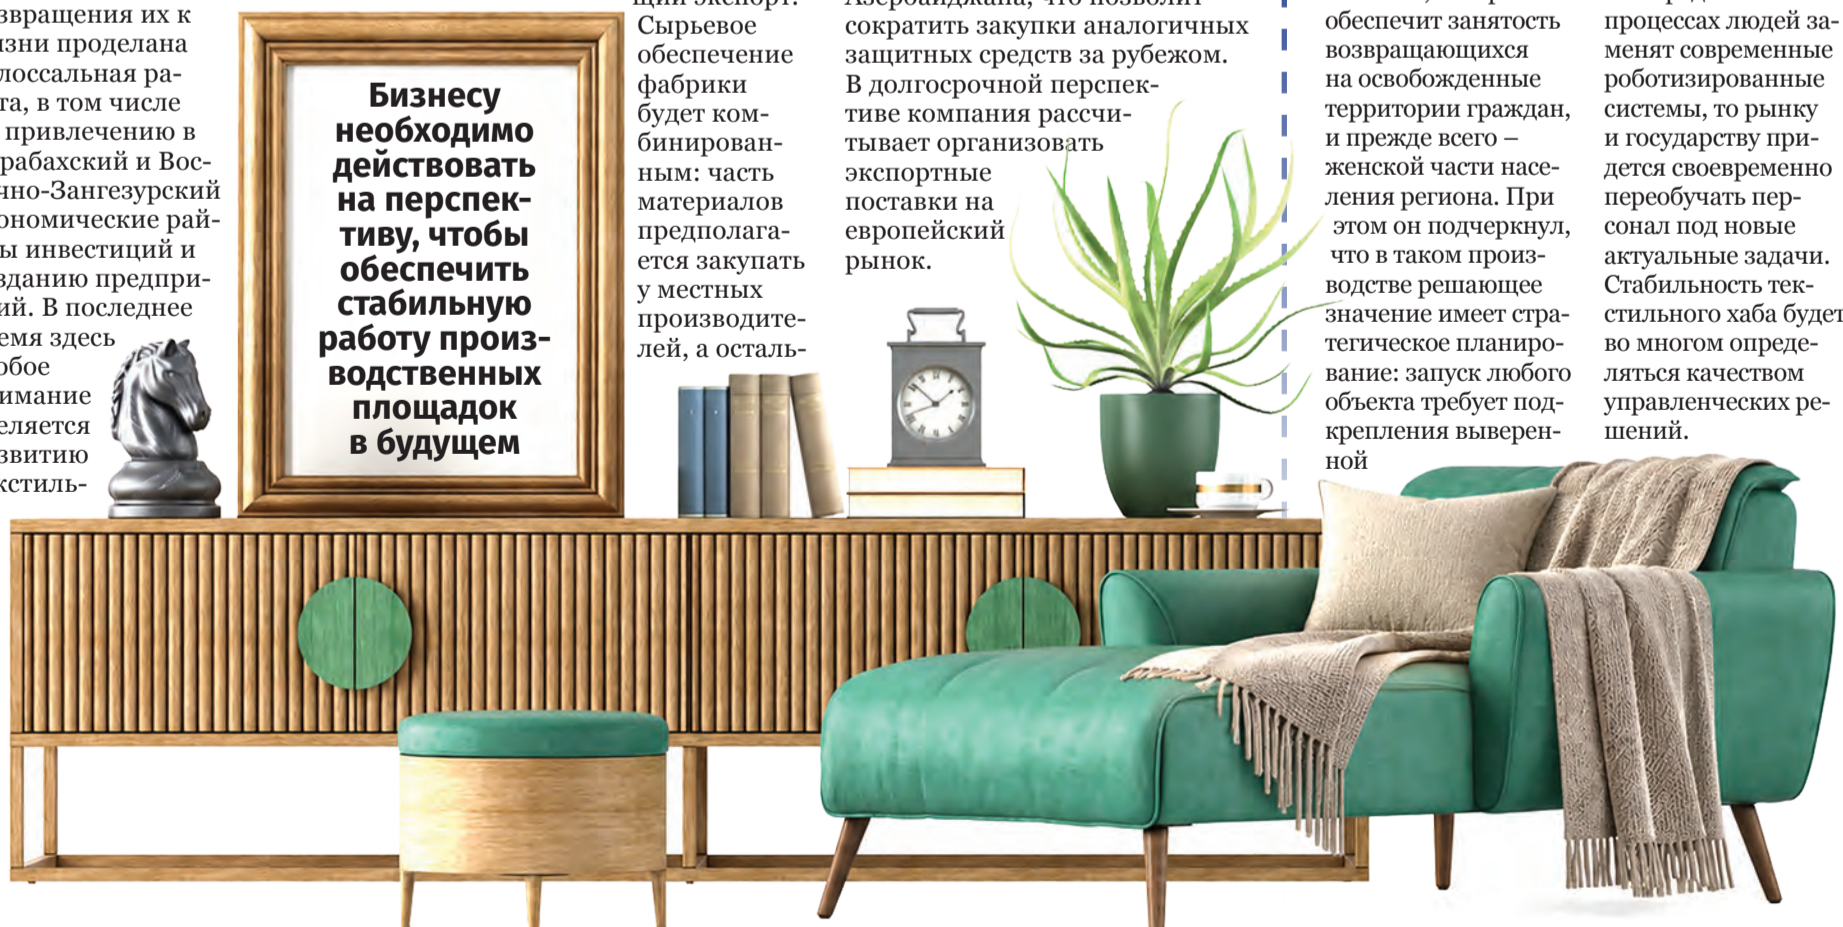 звращения их к
зни проделана
лоссальная ра-
та, в том числе
привлечению в
рабахский и Вос-
чно-Зангезурский
ономические рай-
ы инвестиций и
зданию предпри-
ий. В последнее
емя здесь
обое
имание
еляется
звитию
кстиль-
Бизнесу
необходимо
действовать
на перспек-
тиву, чтобы
обеспечить
стабильную
работу произ-
водственных
площадок
в будущем
щий экспорт.
Сырьевое
обеспечение
фабрики
будет ком-
бинирован-
ным: часть
материалов
предполага-
ется закупать
у местных
производите-
лей, а осталь-
Азербайджана, что позволит
сократить закупки аналогичных
защитных средств за рубежом.
В долгосрочной перспек-
тиве компания рассчи-
тывает организовать
экспортные
поставки на
европейский
рынок.
обеспечит занятость
возвращающихся
на освобожденные
территории граждан,
и прежде всего –
женской части насе-
ления региона. При
этом он подчеркнул,
что в таком произ-
водстве решающее
значение имеет стра-
тегическое планиро-
вание: запуск любого
объекта требует под-
крепления выверен-
ной
процессах людей за-
менят современные
роботизированные
системы, то рынку
и государству при-
дется своевременно
переобучать пер-
сонал под новые
актуальные задачи.
Стабильность тек-
стильного хаба будет
во многом опреде-
ляться качеством
управленческих ре-
шений.